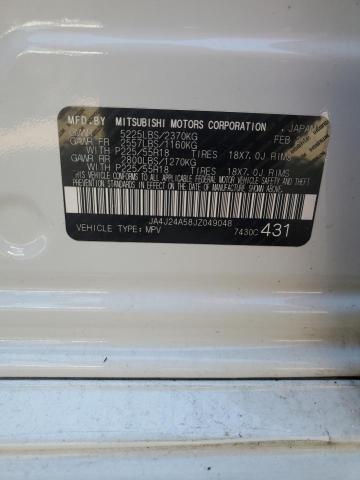 MFD.BY MITSUBISHI MOTORS CORPORATION , JAPAN
GVWR 5225LBS/2370KG FEB
GAWR FR 2557LBS/1160KG
WITH P225/55R18 TIRES 18X7.0J RIMS
GAWR RR 2800LBS/1270KG
WITH P225/55R18 TIRES 18X7.0J RIMS
THIS VEHICLE CONFORMS TO ALL APPLICABLE
FEDERAL MOTOR VEHICLE SAFETY AND THEFT
PREVENTION STANDARDS IN EFFECT ON THE DATE OF MANUFACTURE
JA4J24A58JZ049048
VEHICLE TYPE: MPV 7430C 431